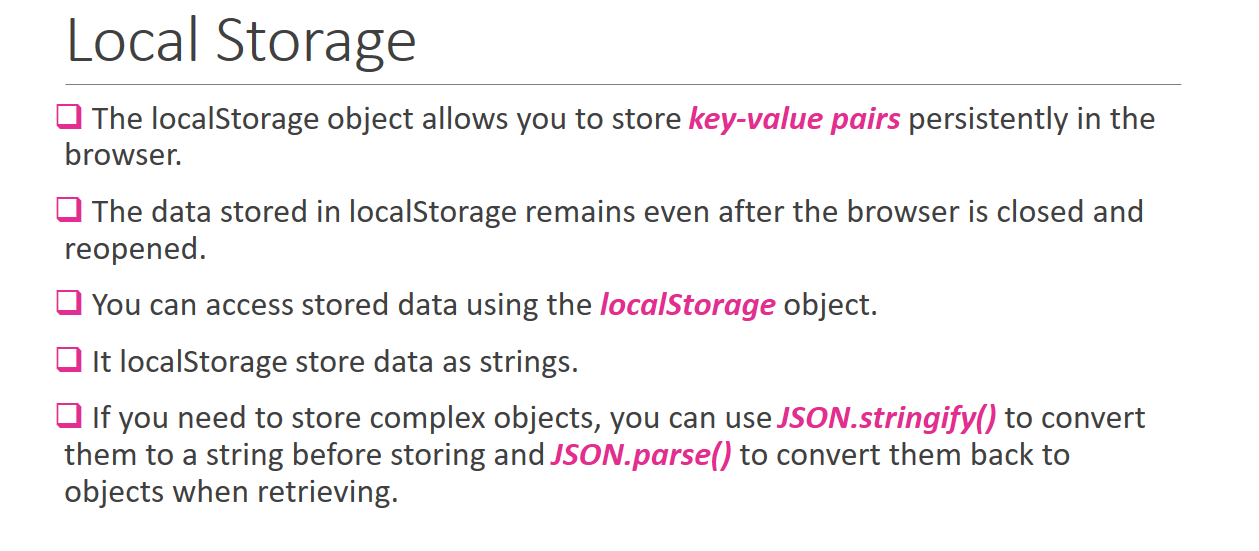 Local Storage
❑ The localStorage object allows you to store key-value pairs persistently in the
browser.
❑ The data stored in localStorage remains even after the browser is closed and
reopened.
❑ You can access stored data using the localStorage object.
❑ It localStorage store data as strings.
❑ If you need to store complex objects, you can use JSON.stringify() to convert
them to a string before storing and JSON.parse() to convert them back to
objects when retrieving.